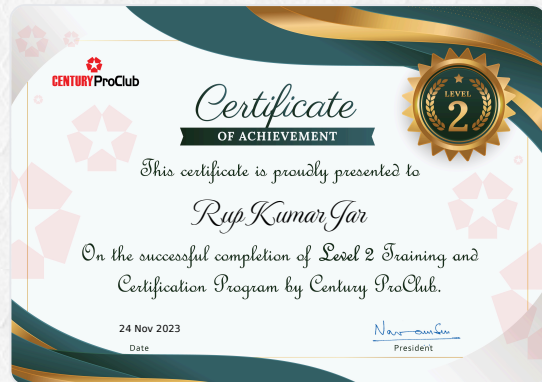 CENTURY ProClub
Certificate
OF ACHIEVEMENT
LEVEL
2
This certificate is proudly presented to
Rup Kumar Jar
On the successful completion of Level 2 Training and
Certification Program by Century ProClub.
24 Nov 2023
Date
President